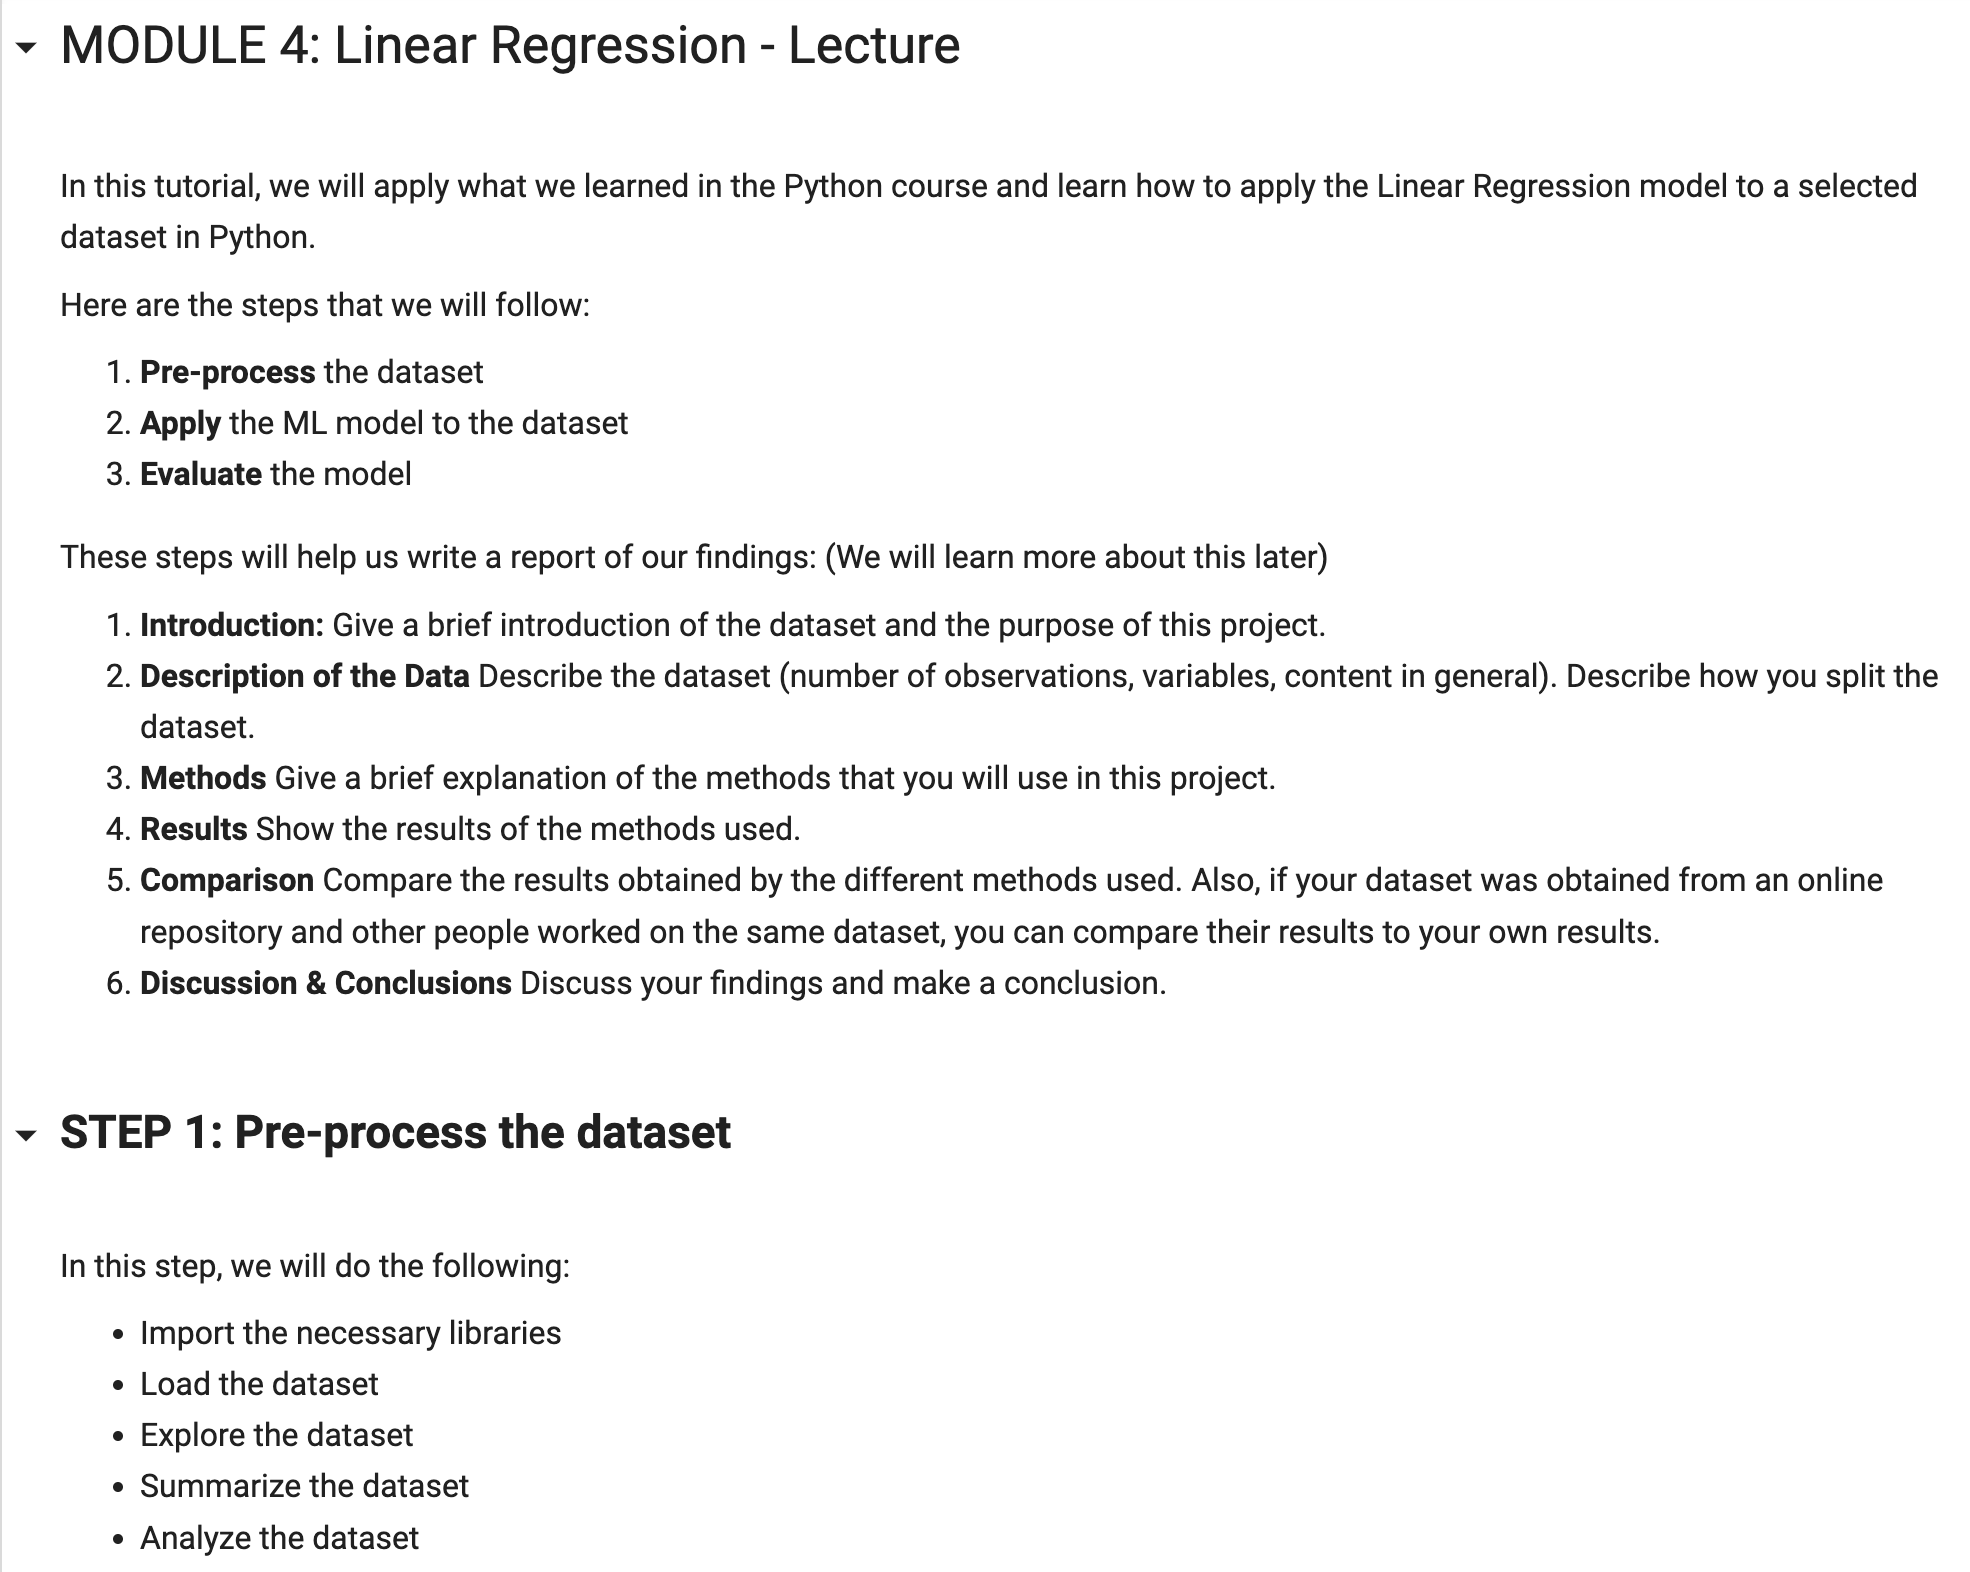 MODULE 4: Linear Regression - Lecture
In this tutorial, we will apply what we learned in the Python course and learn how to apply the Linear Regression model to a selected
dataset in Python.
Here are the steps that we will follow:
1. Pre-process the dataset
2. Apply the ML model to the dataset
3. Evaluate the model
These steps will help us write a report of our findings: (We will learn more about this later)
1. Introduction: Give a brief introduction of the dataset and the purpose of this project.
2. Description of the Data Describe the dataset (number of observations, variables, content in general). Describe how you split the
dataset.
3. Methods Give a brief explanation of the methods that you will use in this project.
4. Results Show the results of the methods used.
5. Comparison Compare the results obtained by the different methods used. Also, if your dataset was obtained from an online
repository and other people worked on the same dataset, you can compare their results to your own results.
6. Discussion & Conclusions Discuss your findings and make a conclusion.
STEP 1: Pre-process the dataset
In this step, we will do the following:
• Import the necessary libraries
• Load the dataset
• Explore the dataset
• Summarize the dataset
• Analyze the dataset